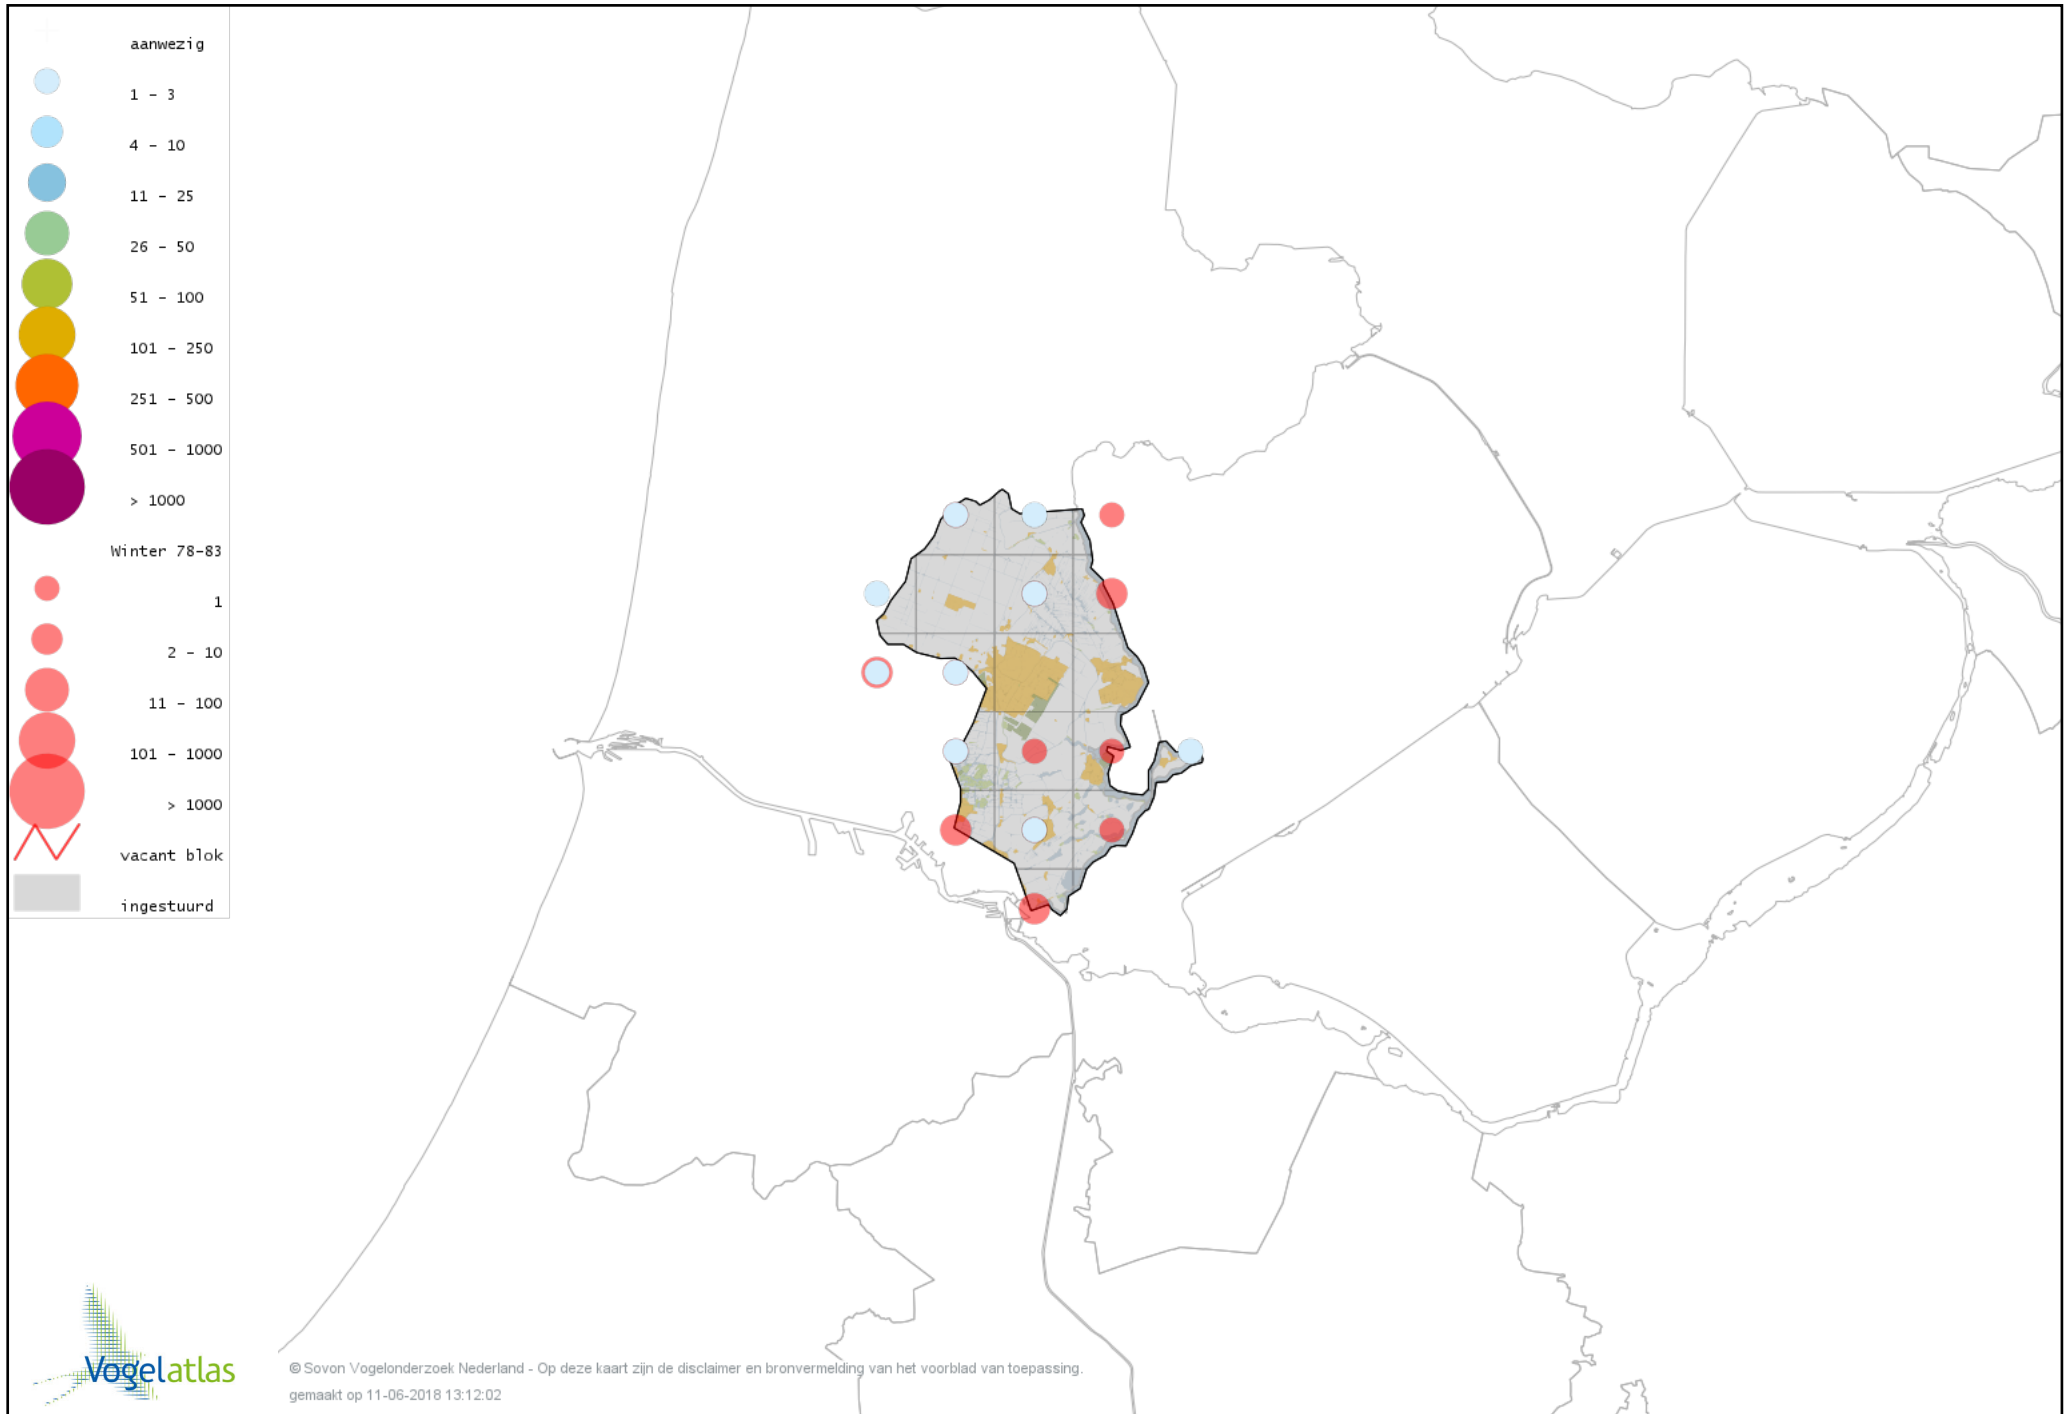 aanwezig
1 - 3
4 - 10
11 - 25
26 - 50
51 - 100
101 - 250
251 - 500
501 - 1000
> 1000
Winter 78-83
1
2 - 10
11 - 100
101 - 1000
> 1000
vacant blok
ingestuurd
Vogelatlas
© Sovon Vogelonderzoek Nederland - Op deze kaart zijn de disclaimer en bronvermelding van het voorblad van toepassing.
gemaakt op 11-06-2018 13:12:02